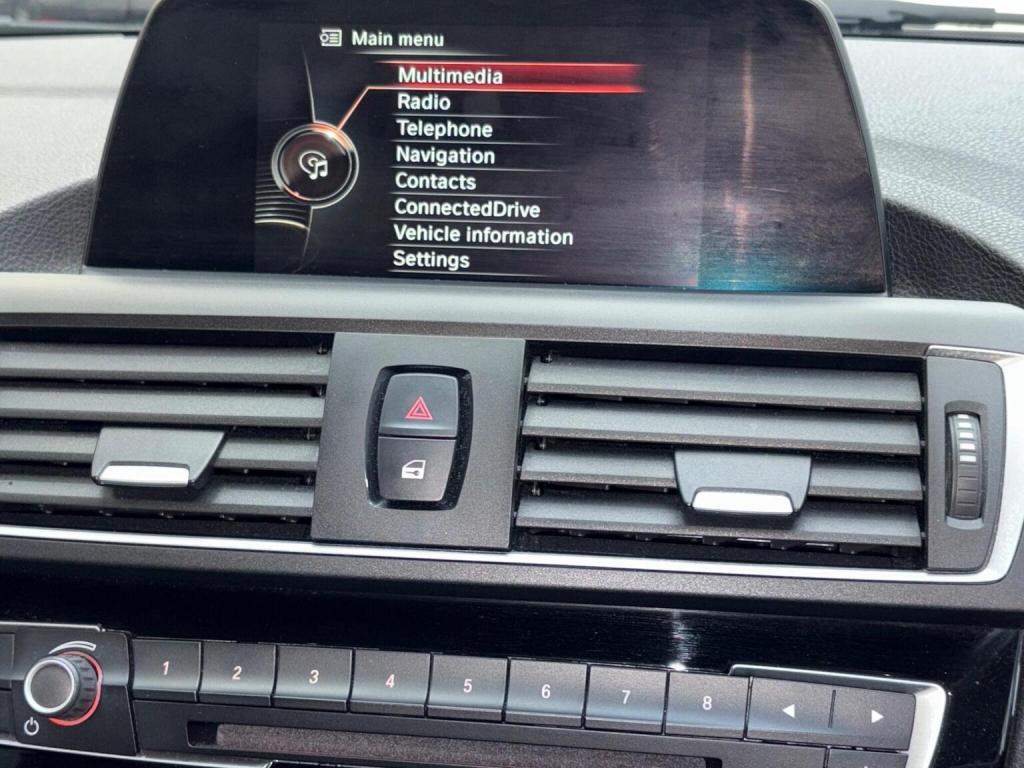 Main menu
Multimedia
Radio
Telephone
Navigation
Contacts
ConnectedDrive
Vehicle information
Settings
1 2 3 4 5 6 7 8